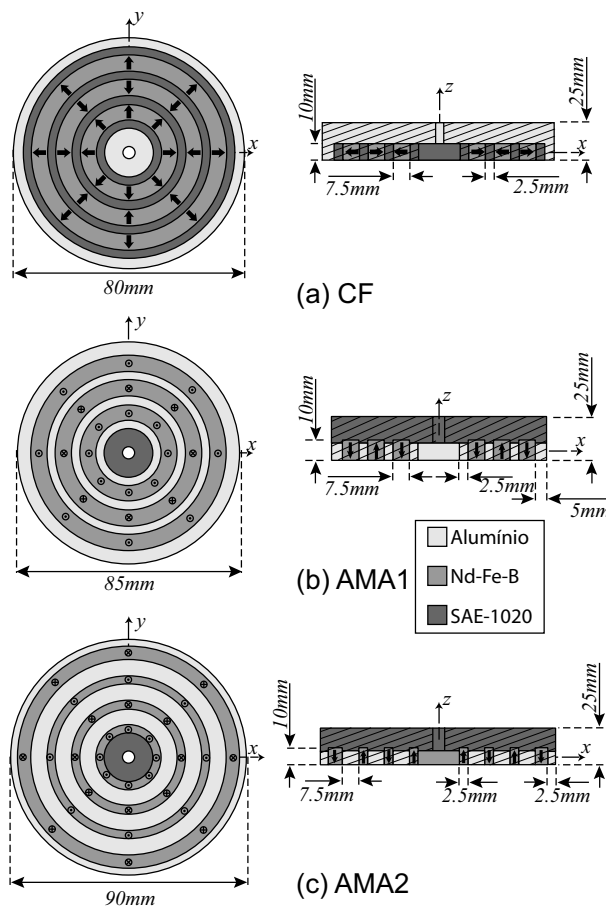 y
x
80mm
10mm
z
25mm
x
7.5mm
2.5mm
(a) CF
y
x
85mm
10mm
z
25mm
x
7.5mm
2.5mm
5mm
(b) AMA1
Alumínio
Nd-Fe-B
SAE-1020
y
x
90mm
10mm
z
25mm
x
7.5mm
2.5mm
2.5mm
(c) AMA2